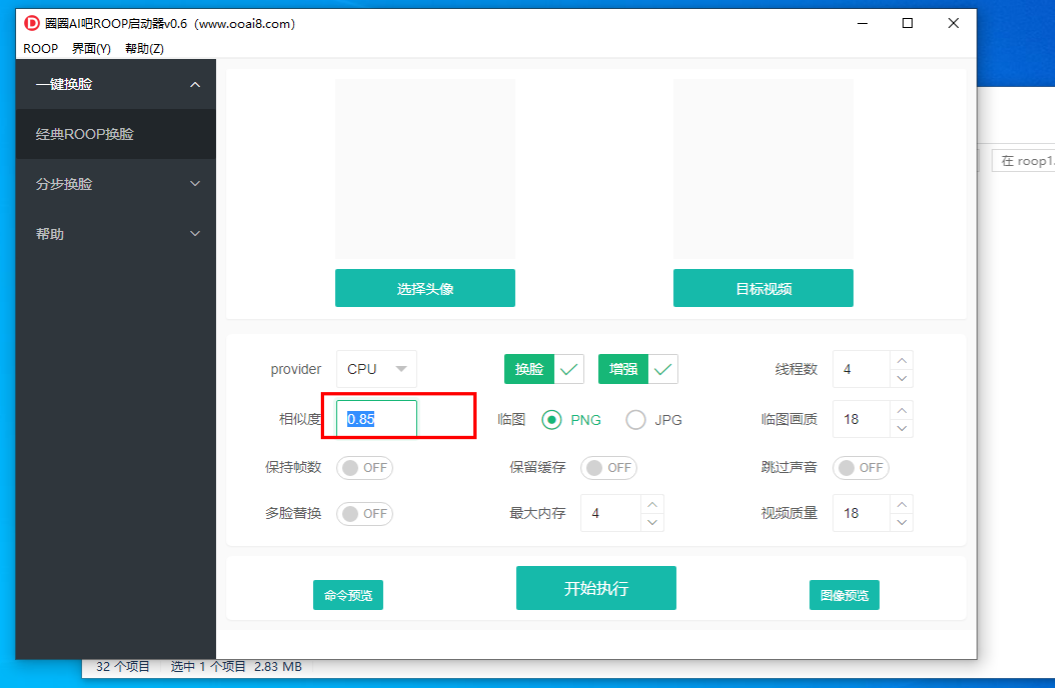 圈圈AI吧ROOP启动器v0.6（www.ooai8.com）
ROOP 界面(Y) 帮助(Z)
一键换脸
经典ROOP换脸
分步换脸
帮助
选择头像 目标视频
provider CPU 换脸 增强 线程数 4
相似度 0.85 临图 PNG JPG 临图画质 18
保持帧数 OFF 保留缓存 OFF 跳过声音 OFF
多脸替换 OFF 最大内存 4 视频质量 18
命令预览 开始执行 图像预览
在 roop1.
32 个项目 选中 1 个项目 2.83 MB